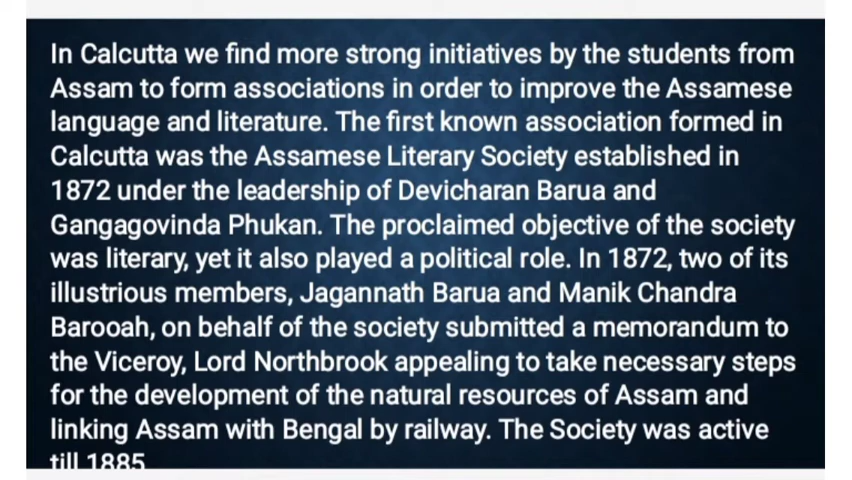 In Calcutta we find more strong initiatives by the students from
Assam to form associations in order to improve the Assamese
language and literature. The first known association formed in
Calcutta was the Assamese Literary Society established in
1872 under the leadership of Devicharan Barua and
Gangagovinda Phukan. The proclaimed objective of the society
was literary, yet it also played a political role. In 1872, two of its
illustrious members, Jagannath Barua and Manik Chandra
Barooah, on behalf of the society submitted a memorandum to
the Viceroy, Lord Northbrook appealing to take necessary steps
for the development of the natural resources of Assam and
linking Assam with Bengal by railway. The Society was active
till 1885